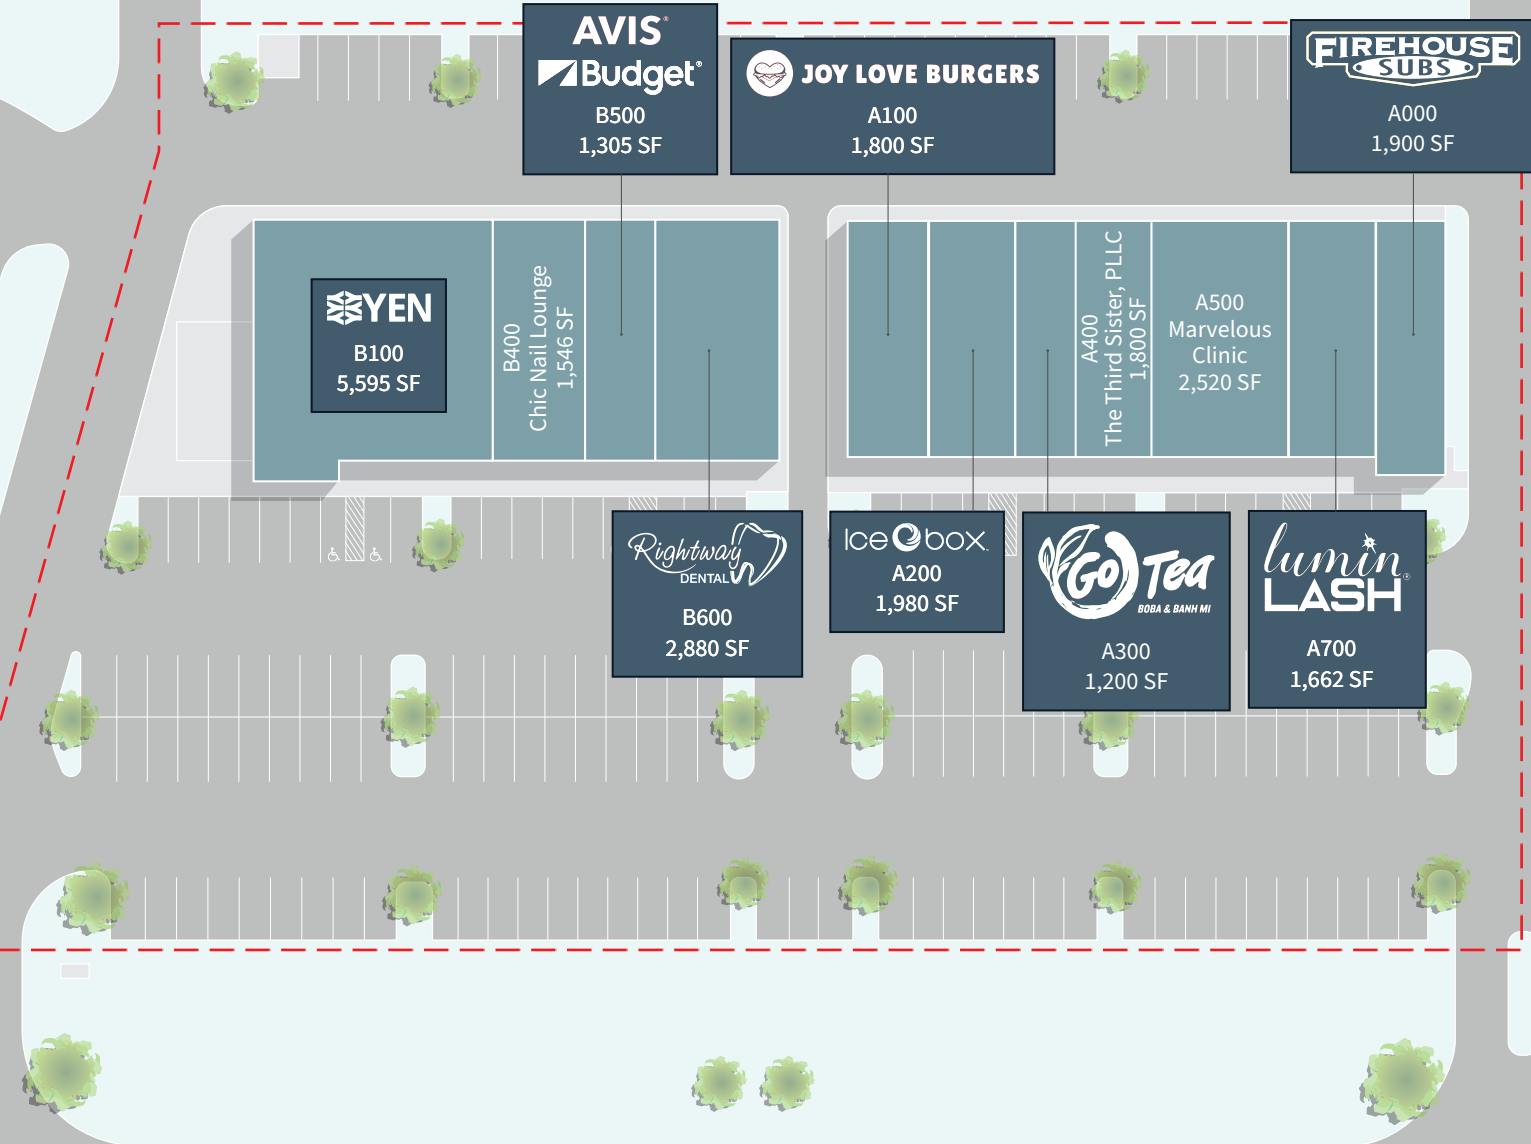 AVIS®
Budget®
B500
1,305 SF
JOY LOVE BURGERS
A100
1,800 SF
FIREHOUSE
SUBS
A000
1,900 SF
YEN
B100
5,595 SF
B400
Chic Nail Lounge
1,546 SF
A400
The Third Sister, PLLC
1,800 SF
A500
Marvelous
Clinic
2,520 SF
Rightway
DENTAL
B600
2,880 SF
Ice box
A200
1,980 SF
Go Tea
BOBA & BANH MI
A300
1,200 SF
lumin
LASH®
A700
1,662 SF